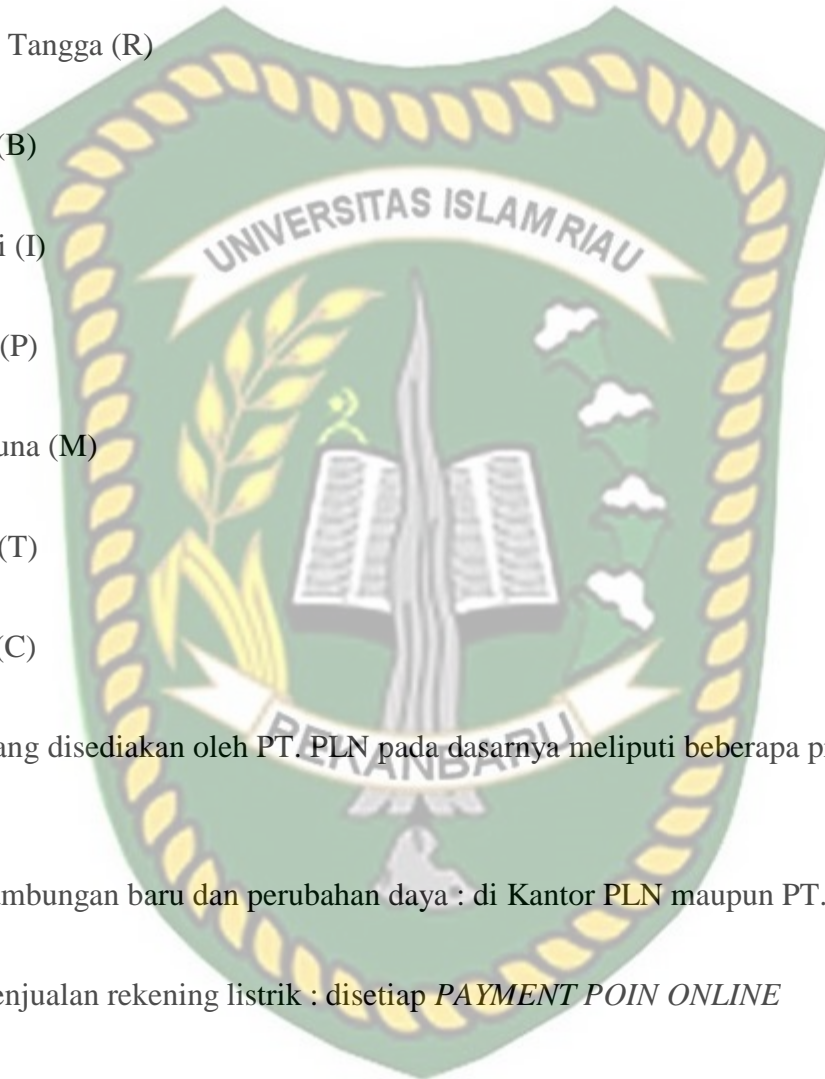 Tangga (R)
(B)
UNIVERSITAS ISLAM RIAU
i (I)
(P)
una (M)
(T)
(C)
PEKANBARU
ang disediakan oleh PT. PLN pada dasarnya meliputi beberapa p
ambungan baru dan perubahan daya : di Kantor PLN maupun PT.
enjualan rekening listrik : disetiap PAYMENT POIN ONLINE